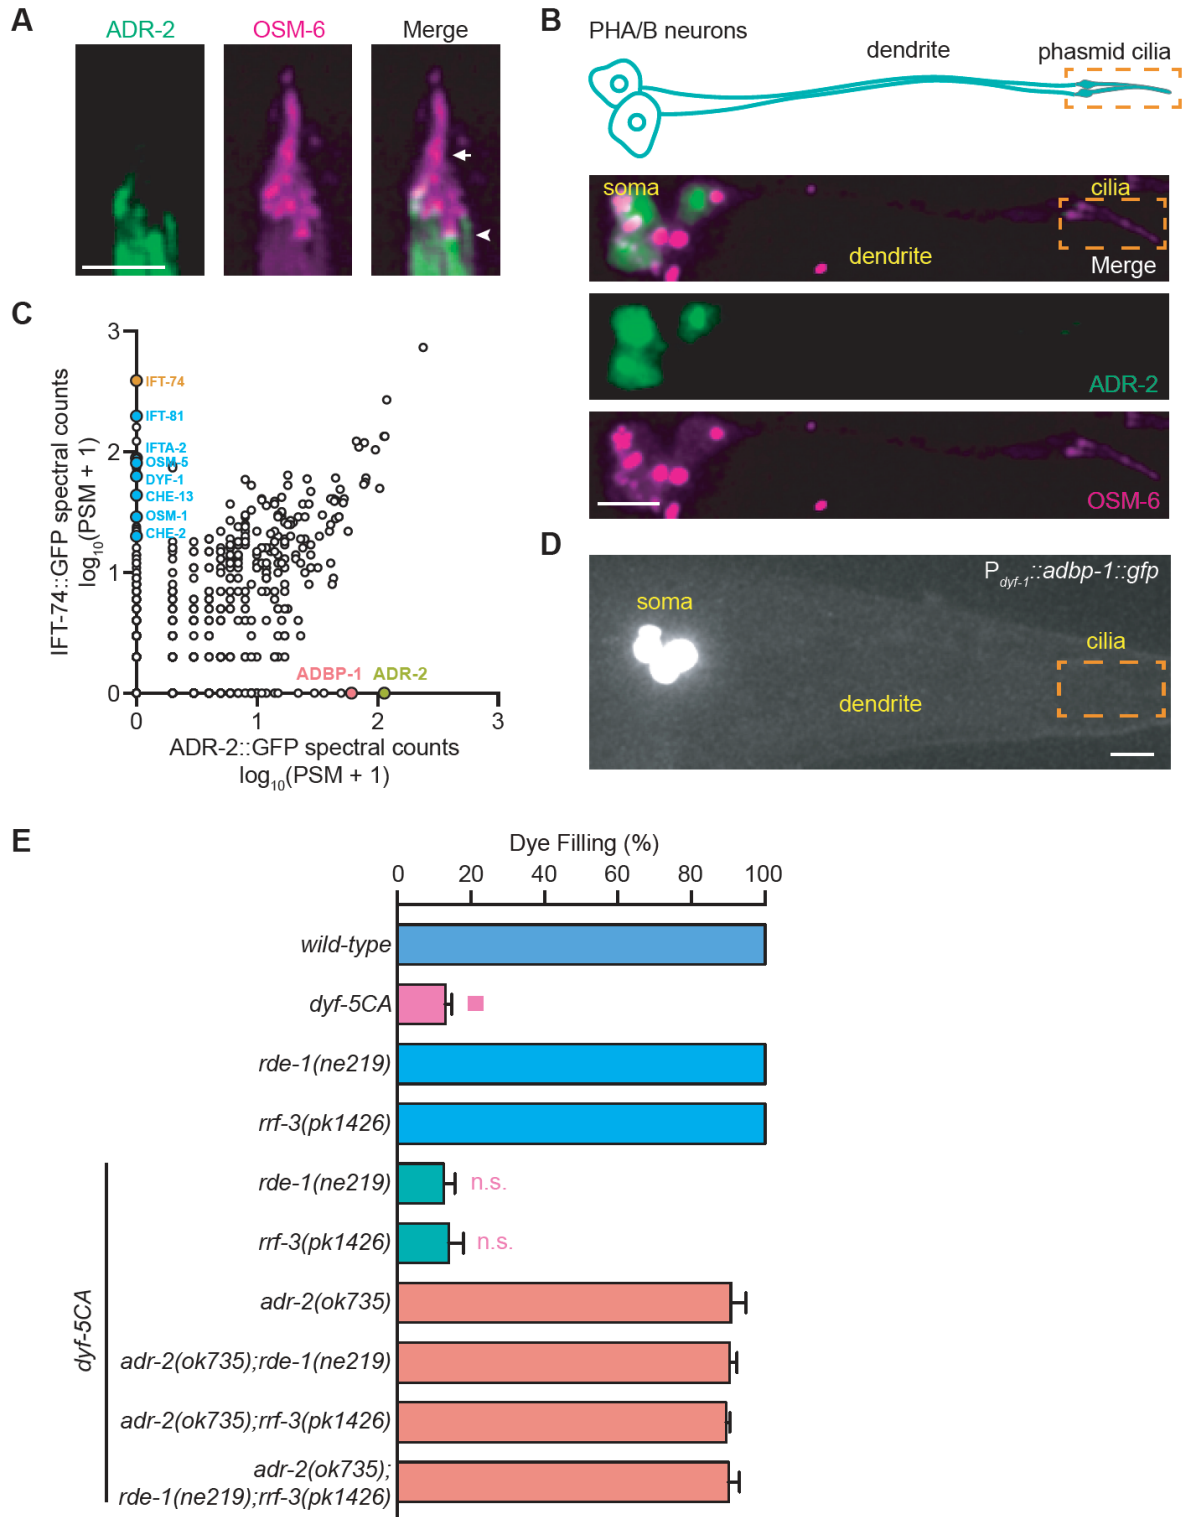 A
ADR-2
OSM-6
Merge
B
PHA/B neurons
dendrite
phasmid cilia
soma
cilia
dendrite
Merge
ADR-2
OSM-6
C
IFT-74::GFP spectral counts
log10(PSM + 1)
3
2
1
0
IFT-74
IFT-81
IFTA-2
OSM-5
DYF-1
CHE-13
OSM-1
CHE-2
ADBP-1
ADR-2
0
1
2
3
ADR-2::GFP spectral counts
log10(PSM + 1)
D
Pdyf-1::adbp-1::gfp
soma
cilia
dendrite
E
Dye Filling (%)
0 20 40 60 80 100
wild-type
dyf-5CA
rde-1(ne219)
rrf-3(pk1426)
rde-1(ne219)
n.s.
rrf-3(pk1426)
n.s.
adr-2(ok735)
adr-2(ok735);rde-1(ne219)
adr-2(ok735);rrf-3(pk1426)
adr-2(ok735);
rde-1(ne219);rrf-3(pk1426)
dyf-5CA